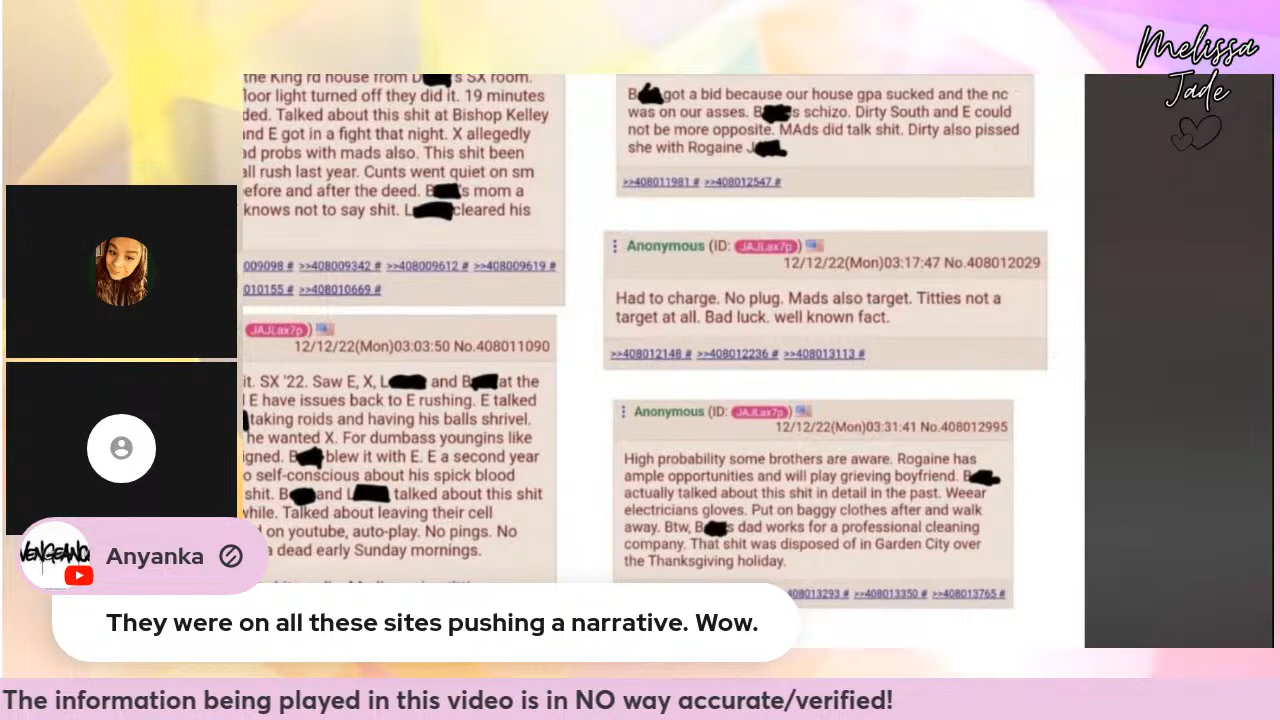 Melissa
Jade
the King rd house from D s SX room.
loor light turned off they did it. 19 minutes
ded. Talked about this shit at Bishop Kelley
nd E got in a fight that night. X allegedly
ad probs with mads also. This shit been
all rush last year. Cunts went quiet on sm
efore and after the deed. B 's mom a
knows not to say shit. L cleared his
009098 # >>408009342 # >>408009612 # >>408009619 #
010155 # >>408010669 #
JAJLax7p) 
12/12/22(Mon)03:03:50 No.408011090
it. SX '22. Saw E, X, L and B at the
E have issues back to E rushing. E talked
taking roids and having his balls shrivel.
he wanted X. For dumbass youngins like
igned. B blew it with E. E a second year
o self-conscious about his spick blood
shit. B and L talked about this shit
while. Talked about leaving their cell
on youtube, auto-play. No pings. No
a dead early Sunday mornings.
B got a bid because our house gpa sucked and the nc
was on our asses. B s schizo. Dirty South and E could
not be more opposite. MAds did talk shit. Dirty also pissed
she with Rogaine J
>>408011981 # >>408012547 #
Anonymous (ID: JAJLax7p)
12/12/22(Mon)03:17:47 No.408012029
Had to charge. No plug. Mads also target. Titties not a
target at all. Bad luck. well known fact.
>>408012148 # >>408012236 # >>408013113 #
Anonymous (ID: JAJLax7p)
12/12/22(Mon)03:31:41 No.408012995
High probability some brothers are aware. Rogaine has
ample opportunities and will play grieving boyfriend. B
actually talked about this shit in detail in the past. Weear
electricians gloves. Put on baggy clothes after and walk
away. Btw, B s dad works for a professional cleaning
company. That shit was disposed of in Garden City over
the Thanksgiving holiday.
408013293 # >>408013350 # >>408013765 #
VENGEANC
Anyanka
They were on all these sites pushing a narrative. Wow.
The information being played in this video is in NO way accurate/verified!